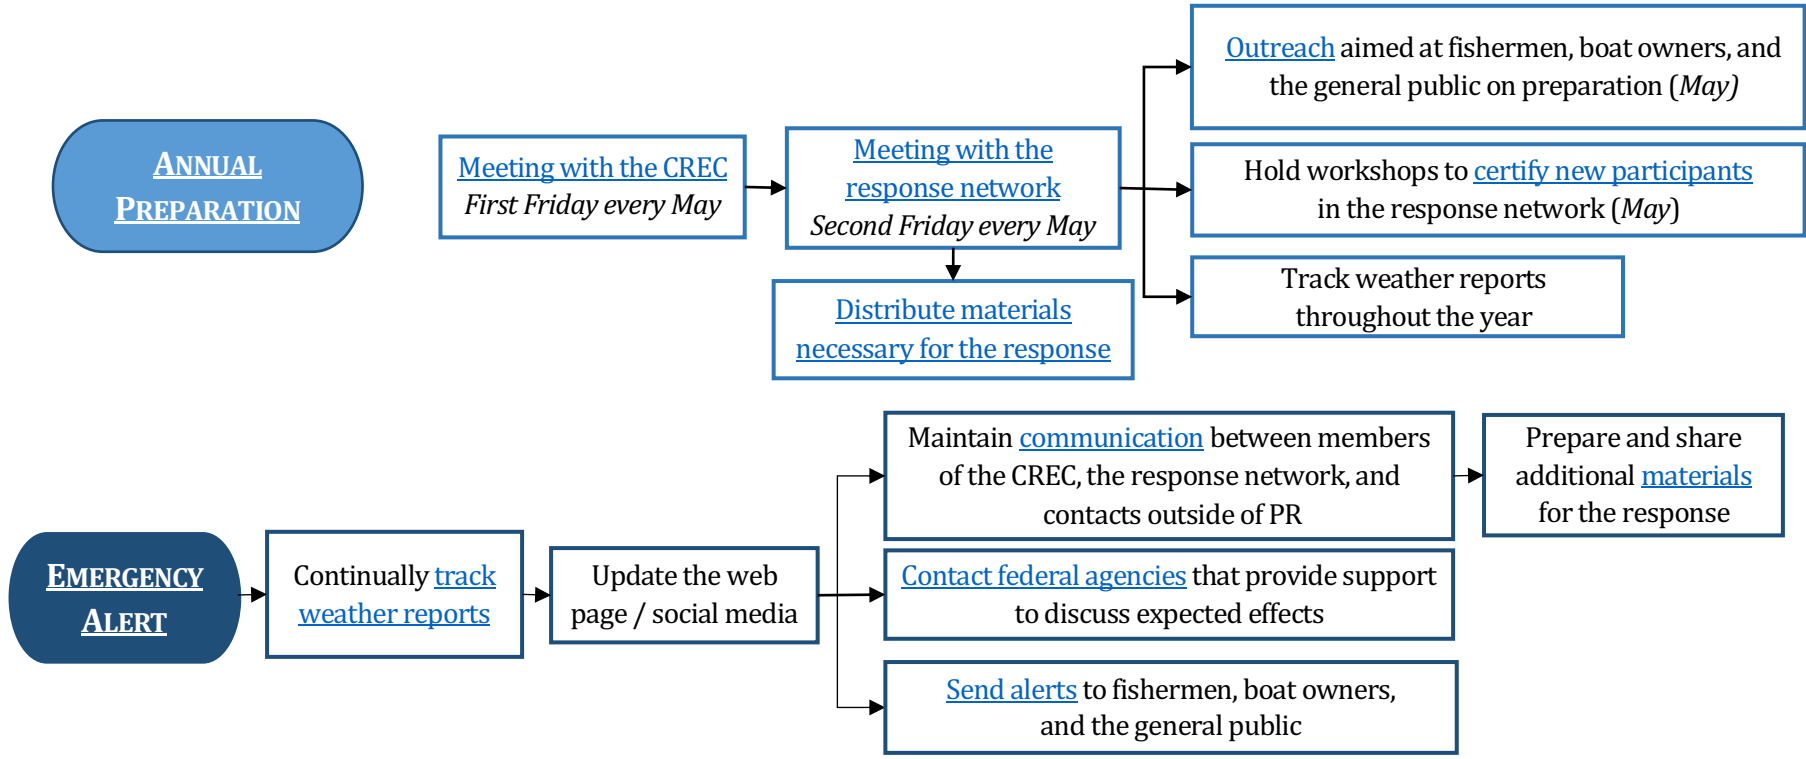 ANNUAL
PREPARATION
Meeting with the CREC
First Friday every May
Meeting with the
response network
Second Friday every May
Distribute materials
necessary for the response
Outreach aimed at fishermen, boat owners, and
the general public on preparation (May)
Hold workshops to certify new participants
in the response network (May)
Track weather reports
throughout the year
EMERGENCY
ALERT
Continually track
weather reports
Update the web
page / social media
Maintain communication between members
of the CREC, the response network, and
contacts outside of PR
Prepare and share
additional materials
for the response
Contact federal agencies that provide support
to discuss expected effects
Send alerts to fishermen, boat owners,
and the general public